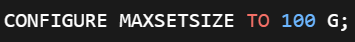 CONFIGURE MAXSETSIZE TO 100 G;